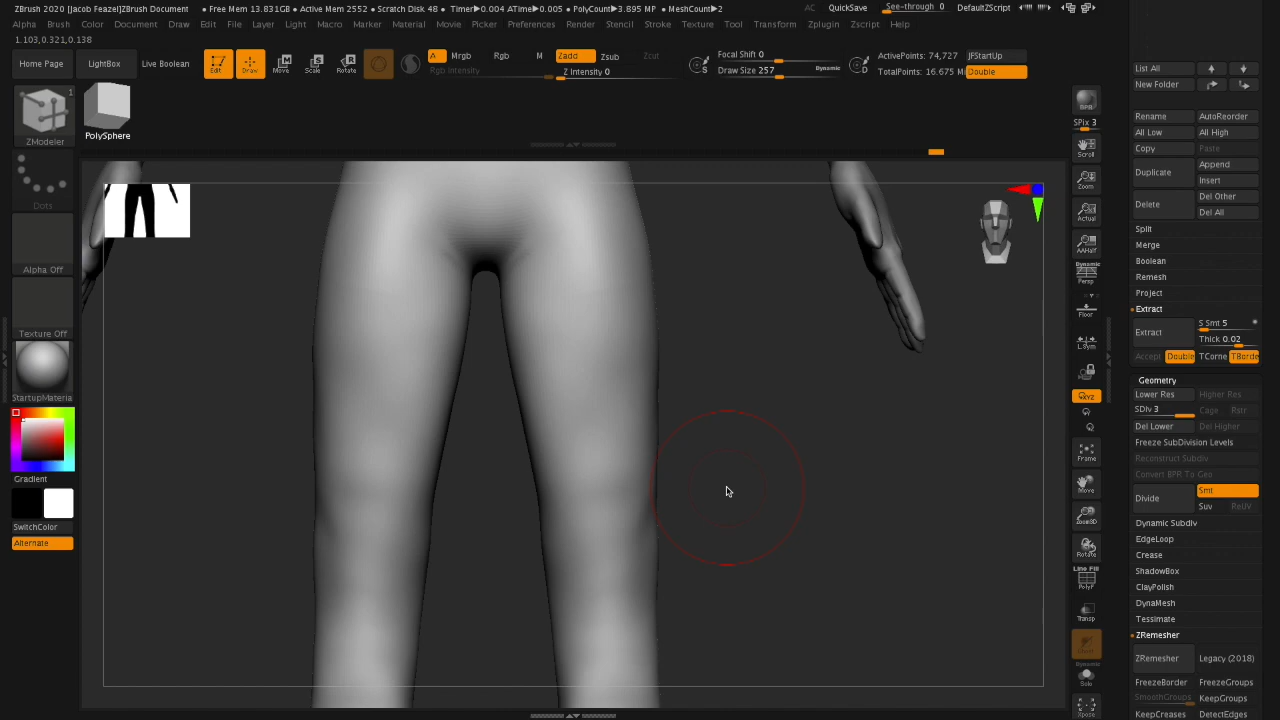 ZBrush 2020 [Jacob Feazel]ZBrush Document • Free Mem 13.831GB • Active Mem 2552 • Scratch Disk 48 • Timer▶0.004 ATime▶0.005 • PolyCount▶3.895 MP • MeshCount▶2 AC QuickSave See-through 0 DefaultZScript
Alpha Brush Color Document Draw Edit File Layer Light Macro Marker Material Movie Picker Preferences Render Stencil Stroke Texture Tool Transform Zplugin Zscript Help
1.103,0.321,0.138
Home Page LightBox Live Boolean Edit Draw Move Scale Rotate
A Mrgb Rgb M Zadd Zsub Zcut
Rgb Intensity Z Intensity 0
Focal Shift 0
Draw Size 257 Dynamic
S D
ActivePoints: 74,727 JFStartUp
TotalPoints: 16.675 Mi Double
1
ZModeler
PolySphere
Dots
Alpha Off
Texture Off
StartupMateria
Gradient
SwitchColor
Alternate
BPR
SPix 3
Scroll
Zoom
Actual
AAHalf
Dynamic
Persp
Floor
L.Sym
XYZ
Frame
Move
Zoom3D
Rotate
Line Fill
PolyF
Transp
Dynamic
Solo
Xpose
List All
New Folder
Rename AutoReorder
All Low All High
Copy Paste
Duplicate Append
Insert
Delete Del Other
Del All
Split
Merge
Boolean
Remesh
Project
Extract
Extract S Smt 5
Thick 0.02
Accept Double TCorne TBorde
Geometry
Lower Res Higher Res
SDiv 3 Cage Rstr
Del Lower Del Higher
Freeze SubDivision Levels
Reconstruct Subdiv
Convert BPR To Geo
Divide Smt
Suv ReUV
Dynamic Subdiv
EdgeLoop
Crease
ShadowBox
ClayPolish
DynaMesh
Tessimate
ZRemesher
ZRemesher Legacy (2018)
FreezeBorder FreezeGroups
SmoothGroups KeepGroups
KeepCreases DetectEdges